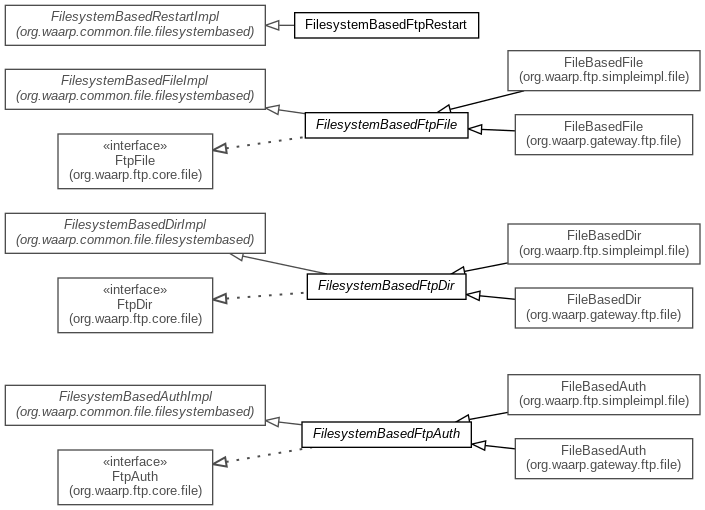 FilesystemBasedRestartImpl
(org.waarp.common.file.filesystembased)
FilesystemBasedFtpRestart
FilesystemBasedFileImpl
(org.waarp.common.file.filesystembased)
FilesystemBasedFtpFile
FileBasedFile
(org.waarp.ftp.simpleimpl.file)
FileBasedFile
(org.waarp.gateway.ftp.file)
«interface»
FtpFile
(org.waarp.ftp.core.file)
FilesystemBasedDirImpl
(org.waarp.common.file.filesystembased)
FilesystemBasedFtpDir
FileBasedDir
(org.waarp.ftp.simpleimpl.file)
FileBasedDir
(org.waarp.gateway.ftp.file)
«interface»
FtpDir
(org.waarp.ftp.core.file)
FilesystemBasedAuthImpl
(org.waarp.common.file.filesystembased)
FilesystemBasedFtpAuth
FileBasedAuth
(org.waarp.ftp.simpleimpl.file)
FileBasedAuth
(org.waarp.gateway.ftp.file)
«interface»
FtpAuth
(org.waarp.ftp.core.file)